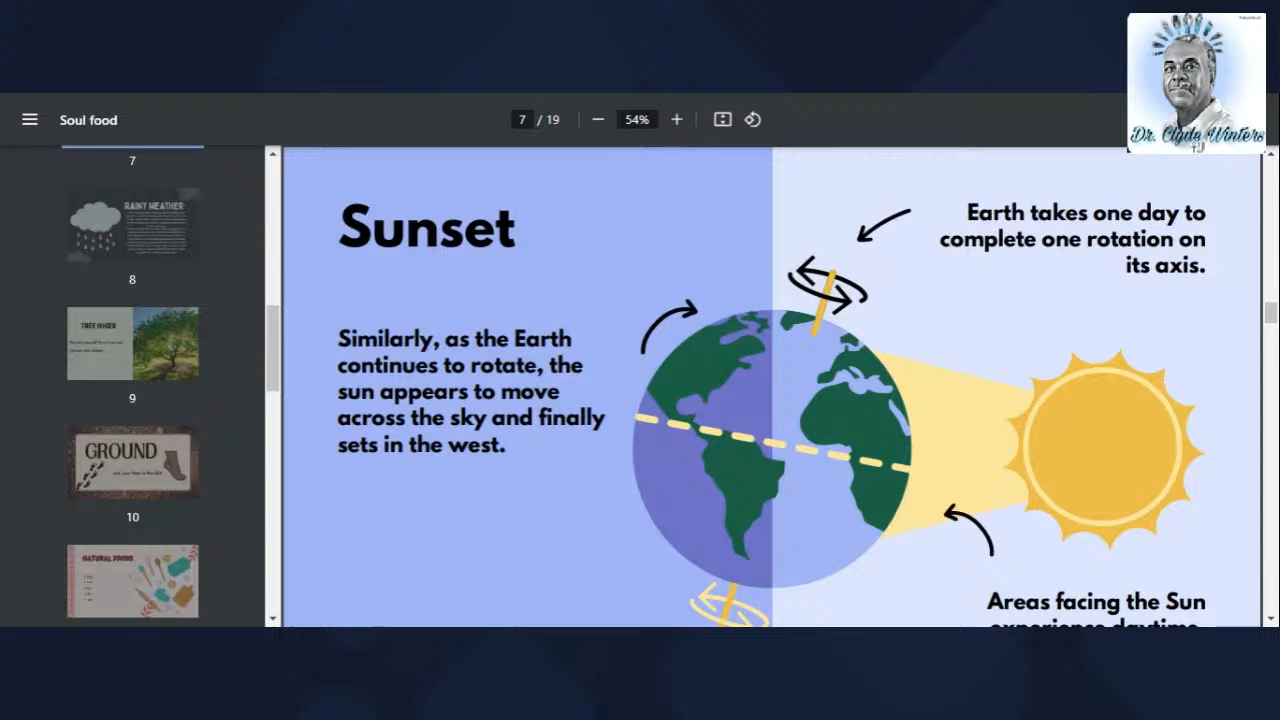 Soul food
7 / 19
54%
Dr. Clyde Winters
7
RAINY WEATHER
8
TREE HUGER
9
GROUND
10
NATURAL FOODS
Sunset
Similarly, as the Earth
continues to rotate, the
sun appears to move
across the sky and finally
sets in the west.
Earth takes one day to
complete one rotation on
its axis.
Areas facing the Sun
experience daytime.